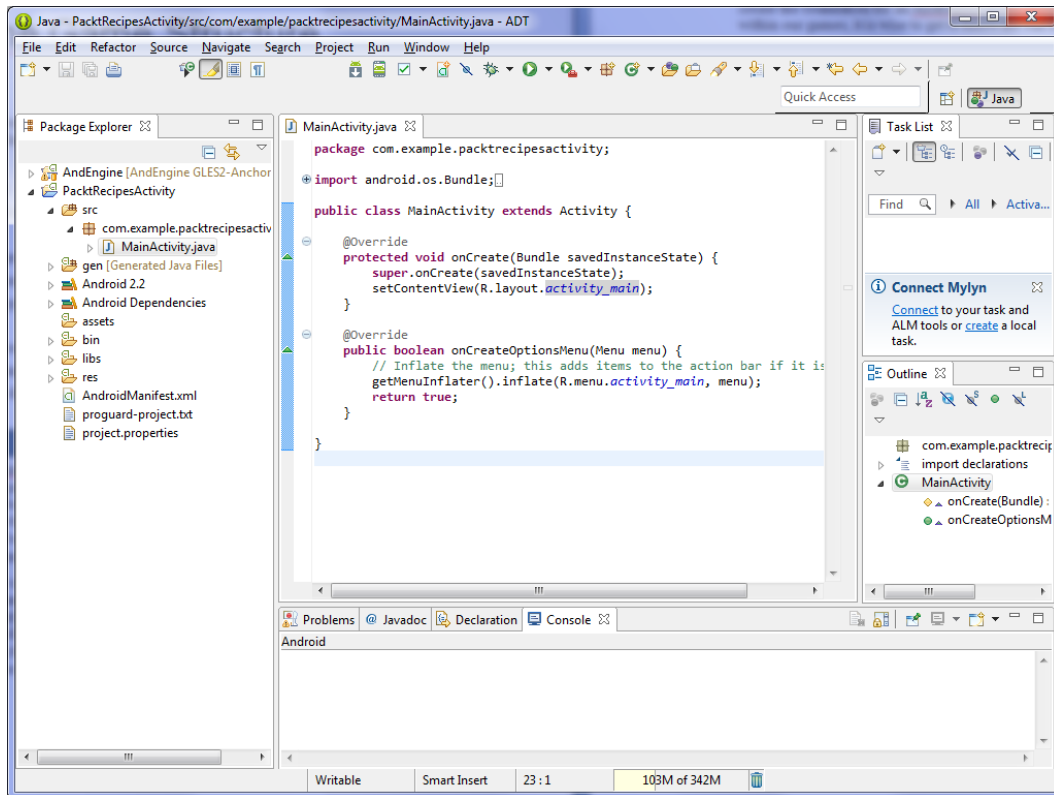 Java - PacktRecipesActivity/src/com/example/packtrecipesactivity/MainActivity.java - ADT
File Edit Refactor Source Navigate Search Project Run Window Help
Quick Access
Java
Package Explorer
AndEngine [AndEngine GLES2-Anchor
PacktRecipesActivity
src
com.example.packtrecipesactiv
MainActivity.java
gen [Generated Java Files]
Android 2.2
Android Dependencies
assets
bin
libs
res
AndroidManifest.xml
proguard-project.txt
project.properties
MainActivity.java
package com.example.packtrecipesactivity;
import android.os.Bundle;
public class MainActivity extends Activity {
@Override
protected void onCreate(Bundle savedInstanceState) {
super.onCreate(savedInstanceState);
setContentView(R.layout.activity_main);
}
@Override
public boolean onCreateOptionsMenu(Menu menu) {
// Inflate the menu; this adds items to the action bar if it is
getMenuInflater().inflate(R.menu.activity_main, menu);
return true;
}
}
Task List
Find All Activa...
Connect Mylyn
Connect to your task and
ALM tools or create a local
task.
Outline
com.example.packtrecip
import declarations
MainActivity
onCreate(Bundle) :
onCreateOptionsM
Problems @ Javadoc Declaration Console
Android
Writable Smart Insert 23 : 1 103M of 342M